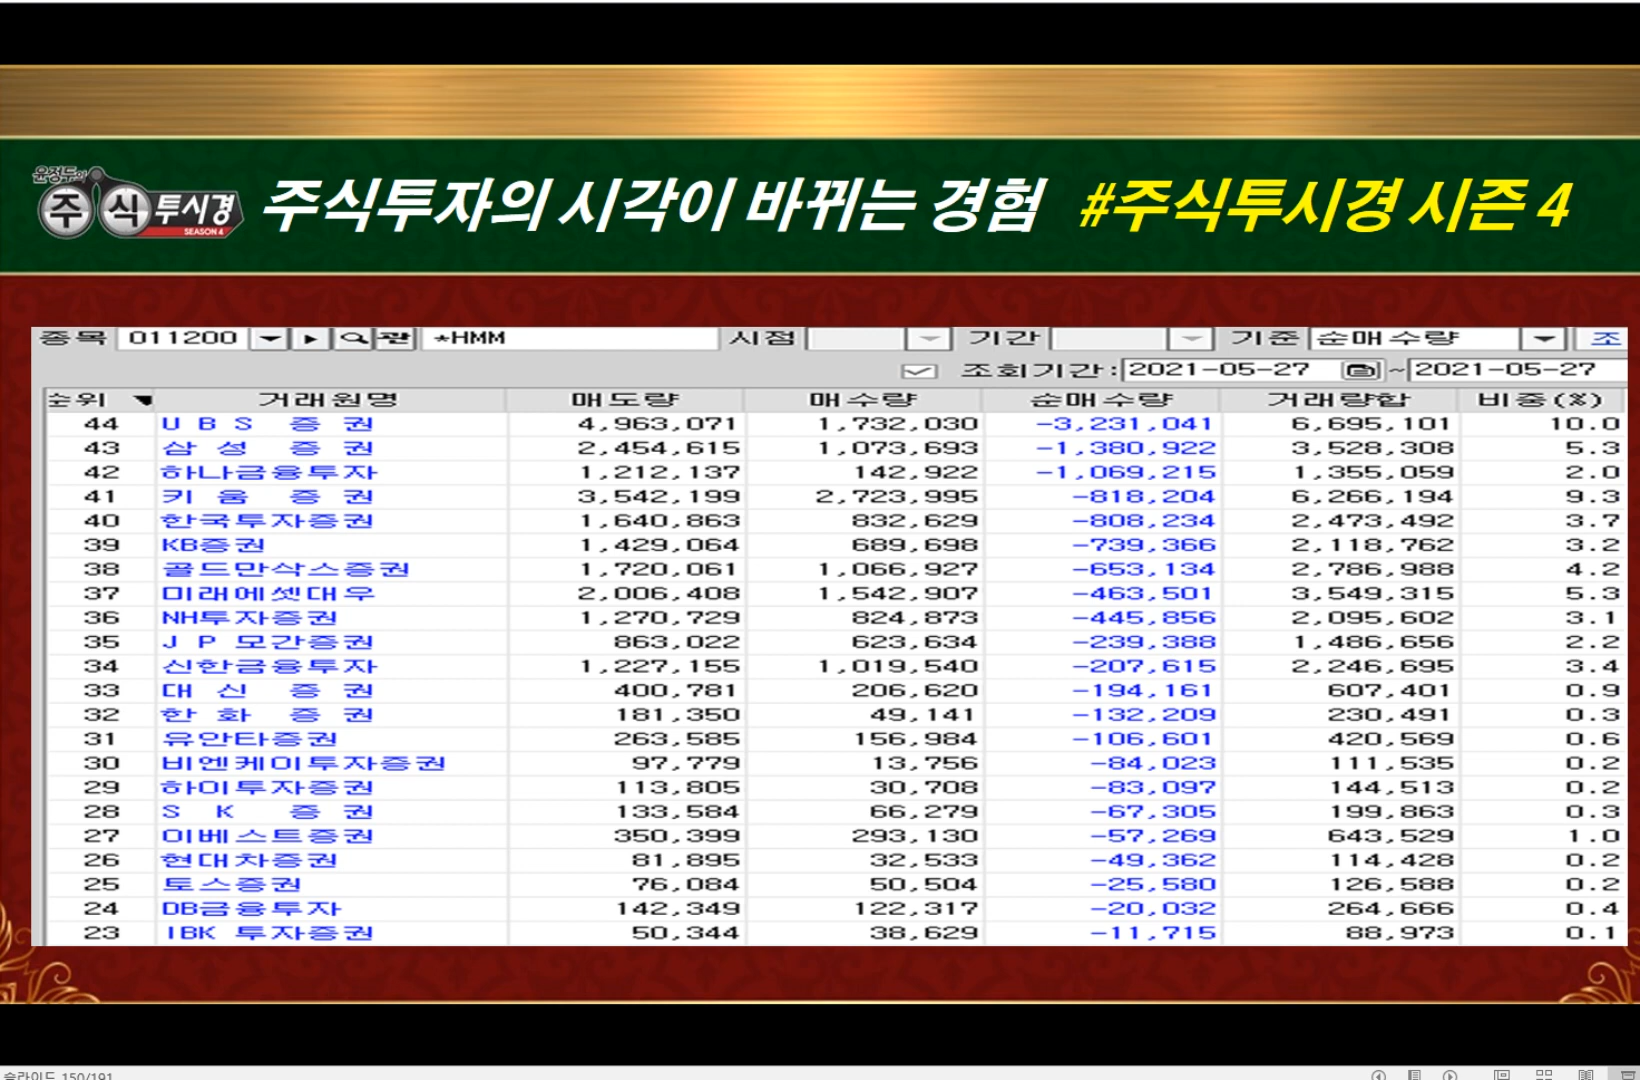 윤정두의
주식투시경
SEASON 4
주식투자의 시각이 바뀌는 경험 #주식투시경 시즌 4
종목 011200 관 *HMM 시점 기간 기준 순매수량 조
조회기간: 2021-05-27 ~ 2021-05-27
순위 거래원명 매도량 매수량 순매수량 거래량합 비중(%)
44 U B S 증 권 4,963,071 1,732,030 -3,231,041 6,695,101 10.0
43 삼 성 증 권 2,454,615 1,073,693 -1,380,922 3,528,308 5.3
42 하나금융투자 1,212,137 142,922 -1,069,215 1,355,059 2.0
41 키 움 증 권 3,542,199 2,723,995 -818,204 6,266,194 9.3
40 한국투자증권 1,640,863 832,629 -808,234 2,473,492 3.7
39 KB증권 1,429,064 689,698 -739,366 2,118,762 3.2
38 골드만삭스증권 1,720,061 1,066,927 -653,134 2,786,988 4.2
37 미래에셋대우 2,006,408 1,542,907 -463,501 3,549,315 5.3
36 NH투자증권 1,270,729 824,873 -445,856 2,095,602 3.1
35 J P 모간증권 863,022 623,634 -239,388 1,486,656 2.2
34 신한금융투자 1,227,155 1,019,540 -207,615 2,246,695 3.4
33 대 신 증 권 400,781 206,620 -194,161 607,401 0.9
32 한 화 증 권 181,350 49,141 -132,209 230,491 0.3
31 유안타증권 263,585 156,984 -106,601 420,569 0.6
30 비엔케이투자증권 97,779 13,756 -84,023 111,535 0.2
29 하이투자증권 113,805 30,708 -83,097 144,513 0.2
28 S K 증 권 133,584 66,279 -67,305 199,863 0.3
27 이베스트증권 350,399 293,130 -57,269 643,529 1.0
26 현대차증권 81,895 32,533 -49,362 114,428 0.2
25 토스증권 76,084 50,504 -25,580 126,588 0.2
24 DB금융투자 142,349 122,317 -20,032 264,666 0.4
23 IBK 투자증권 50,344 38,629 -11,715 88,973 0.1
슬라이드 150/191